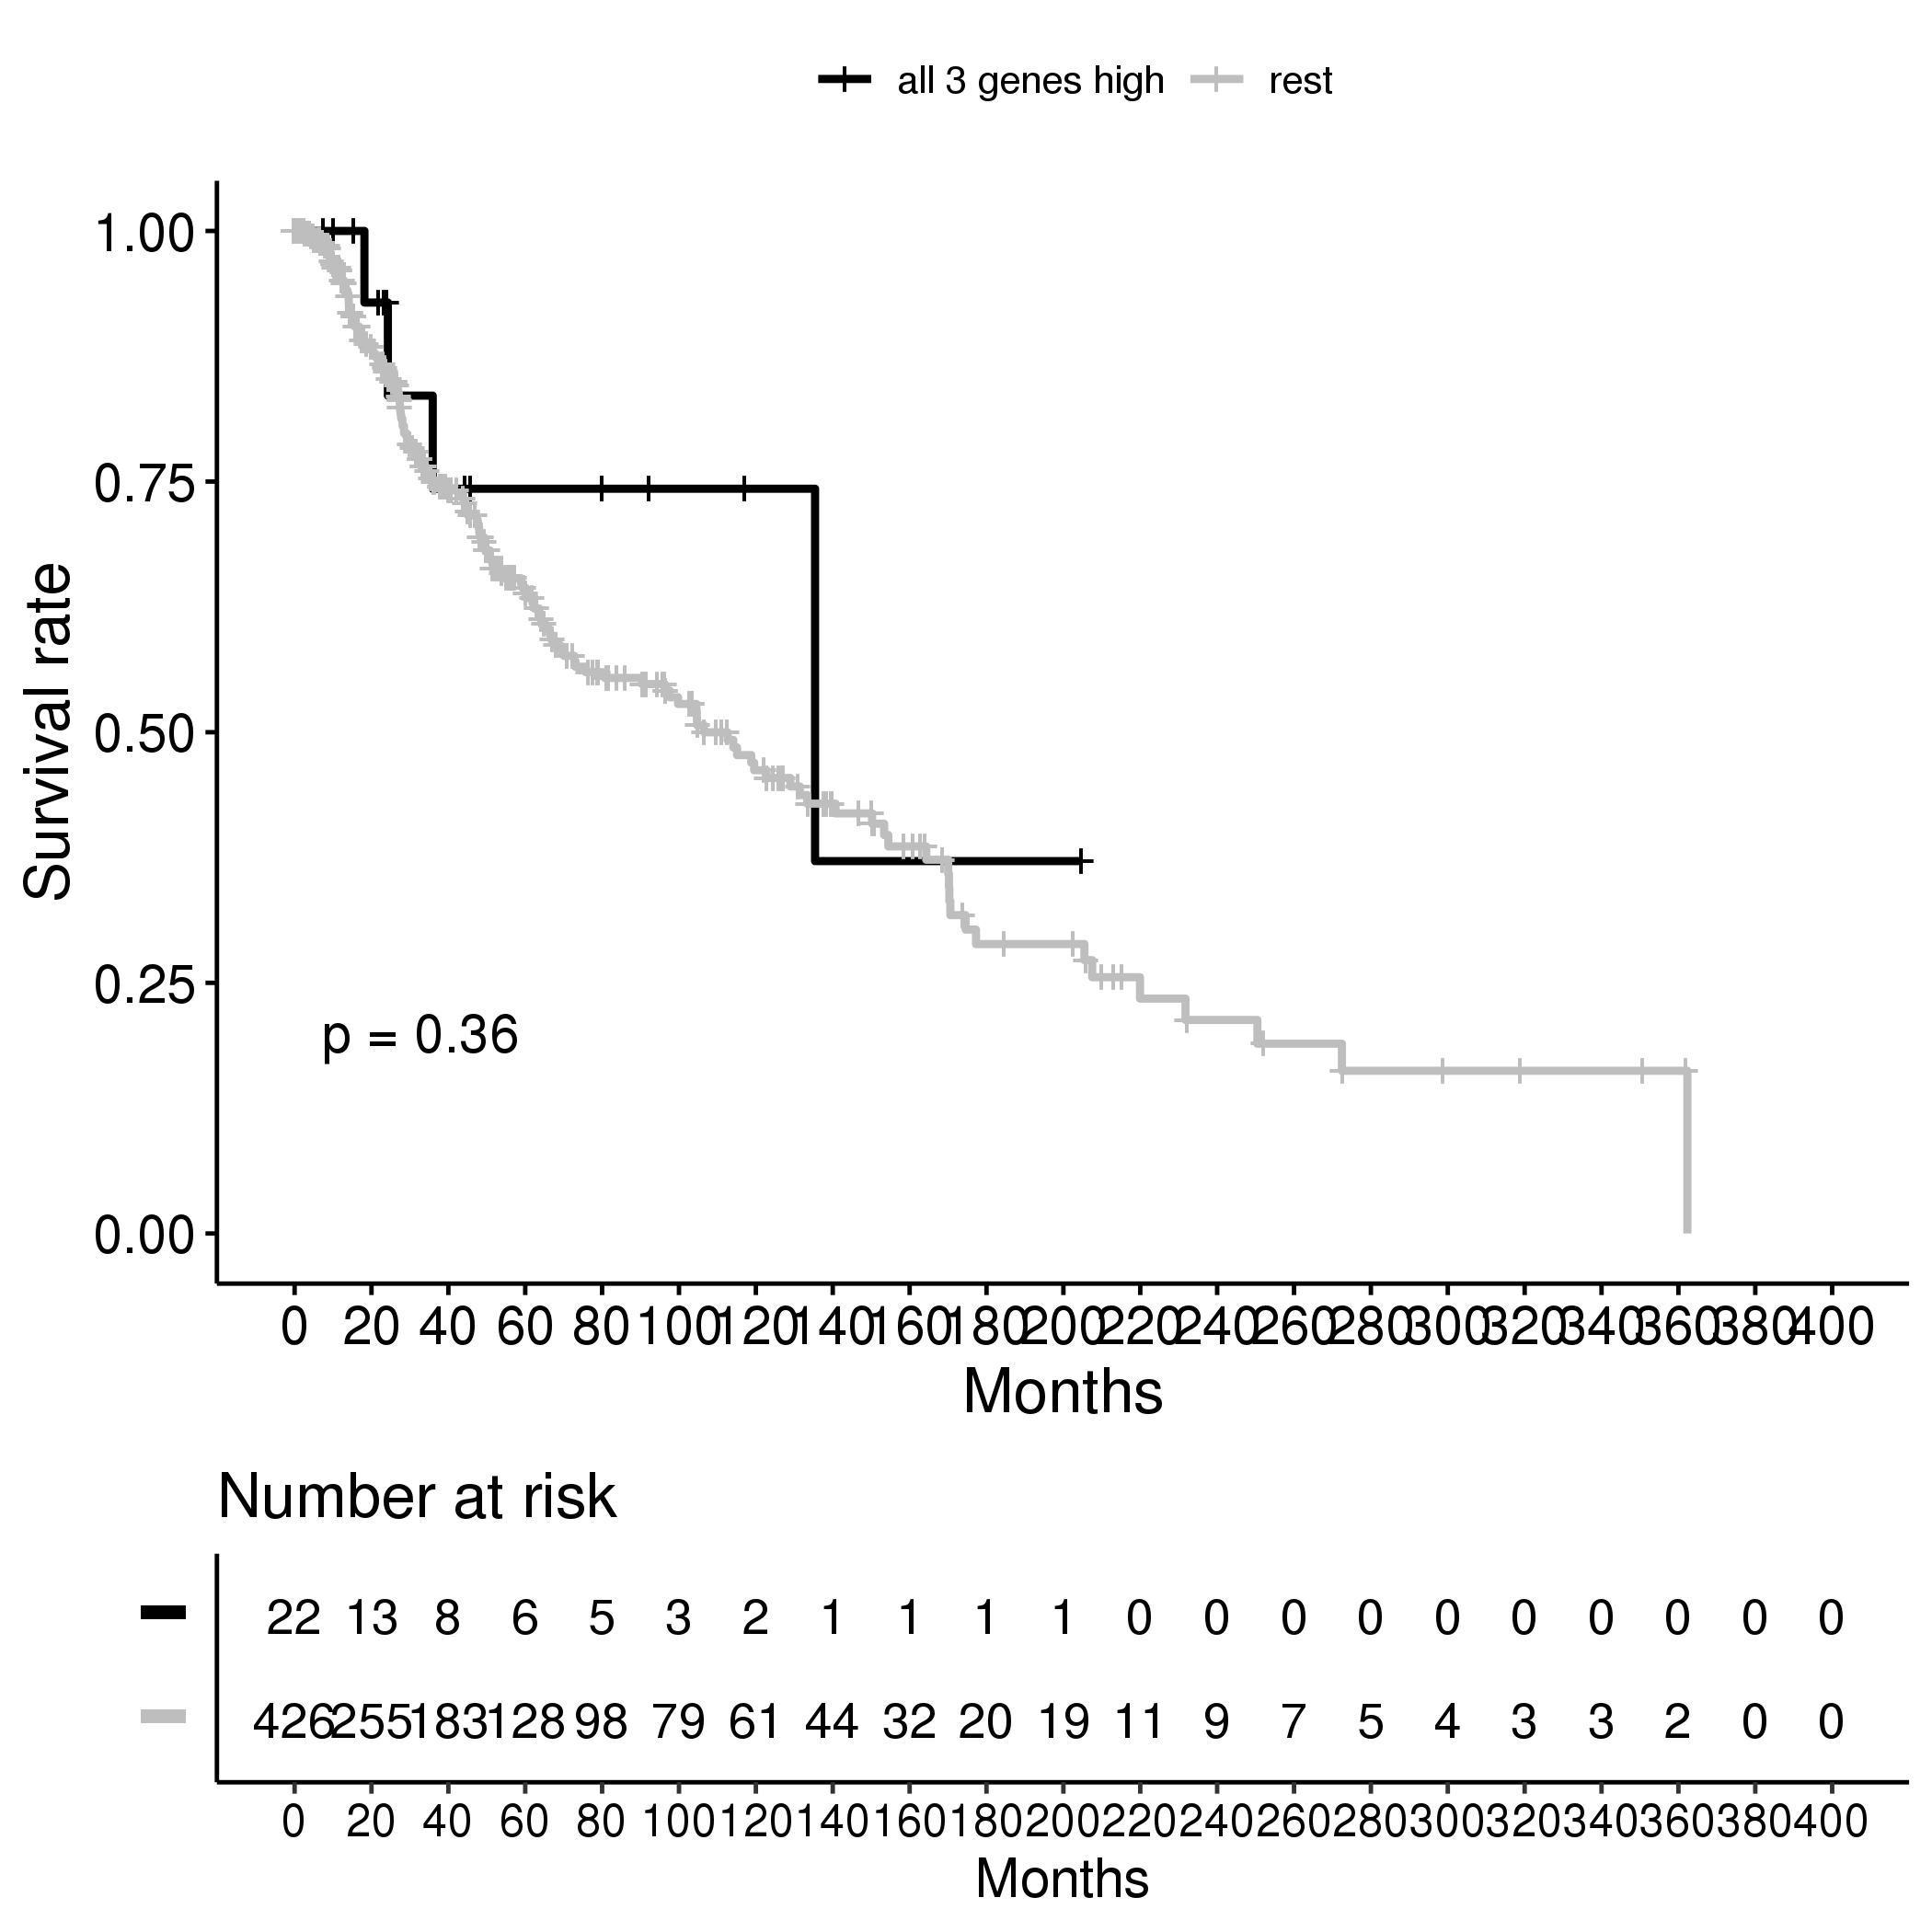 all 3 genes high rest
1.00
0.75
0.50
0.25
0.00
Survival rate
p = 0.36
0 20 40 60 80 100 120 140 160 180 200 220 240 260 280 300 320 340 360 380 400
Months
Number at risk
22 13 8 6 5 3 2 1 1 1 1 0 0 0 0 0 0 0 0 0 0
426 255 183 128 98 79 61 44 32 20 19 11 9 7 5 4 3 3 2 0 0
0 20 40 60 80 100 120 140 160 180 200 220 240 260 280 300 320 340 360 380 400
Months